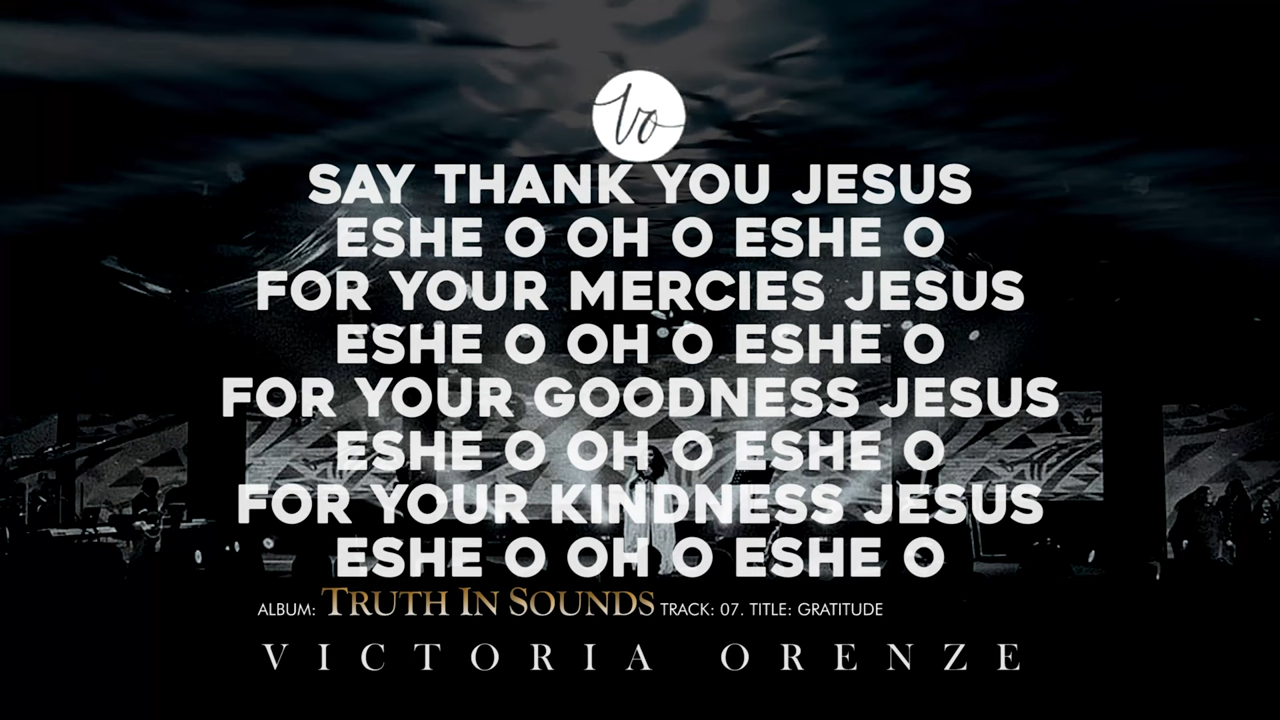 vo
SAY THANK YOU JESUS
ESHE O OH O ESHE O
FOR YOUR MERCIES JESUS
ESHE O OH O ESHE O
FOR YOUR GOODNESS JESUS
ESHE O OH O ESHE O
FOR YOUR KINDNESS JESUS
ESHE O OH O ESHE O
ALBUM: TRUTH IN SOUNDS TRACK: 07. TITLE: GRATITUDE
VICTORIA ORENZE